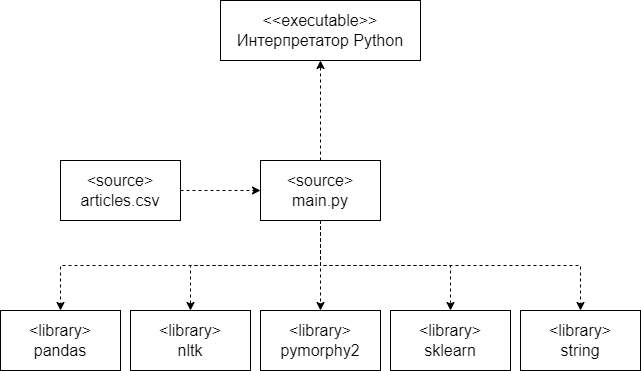 <<executable>>
Интерпретатор Python
<source>
articles.csv
<source>
main.py
<library>
pandas
<library>
nltk
<library>
pymorphy2
<library>
sklearn
<library>
string